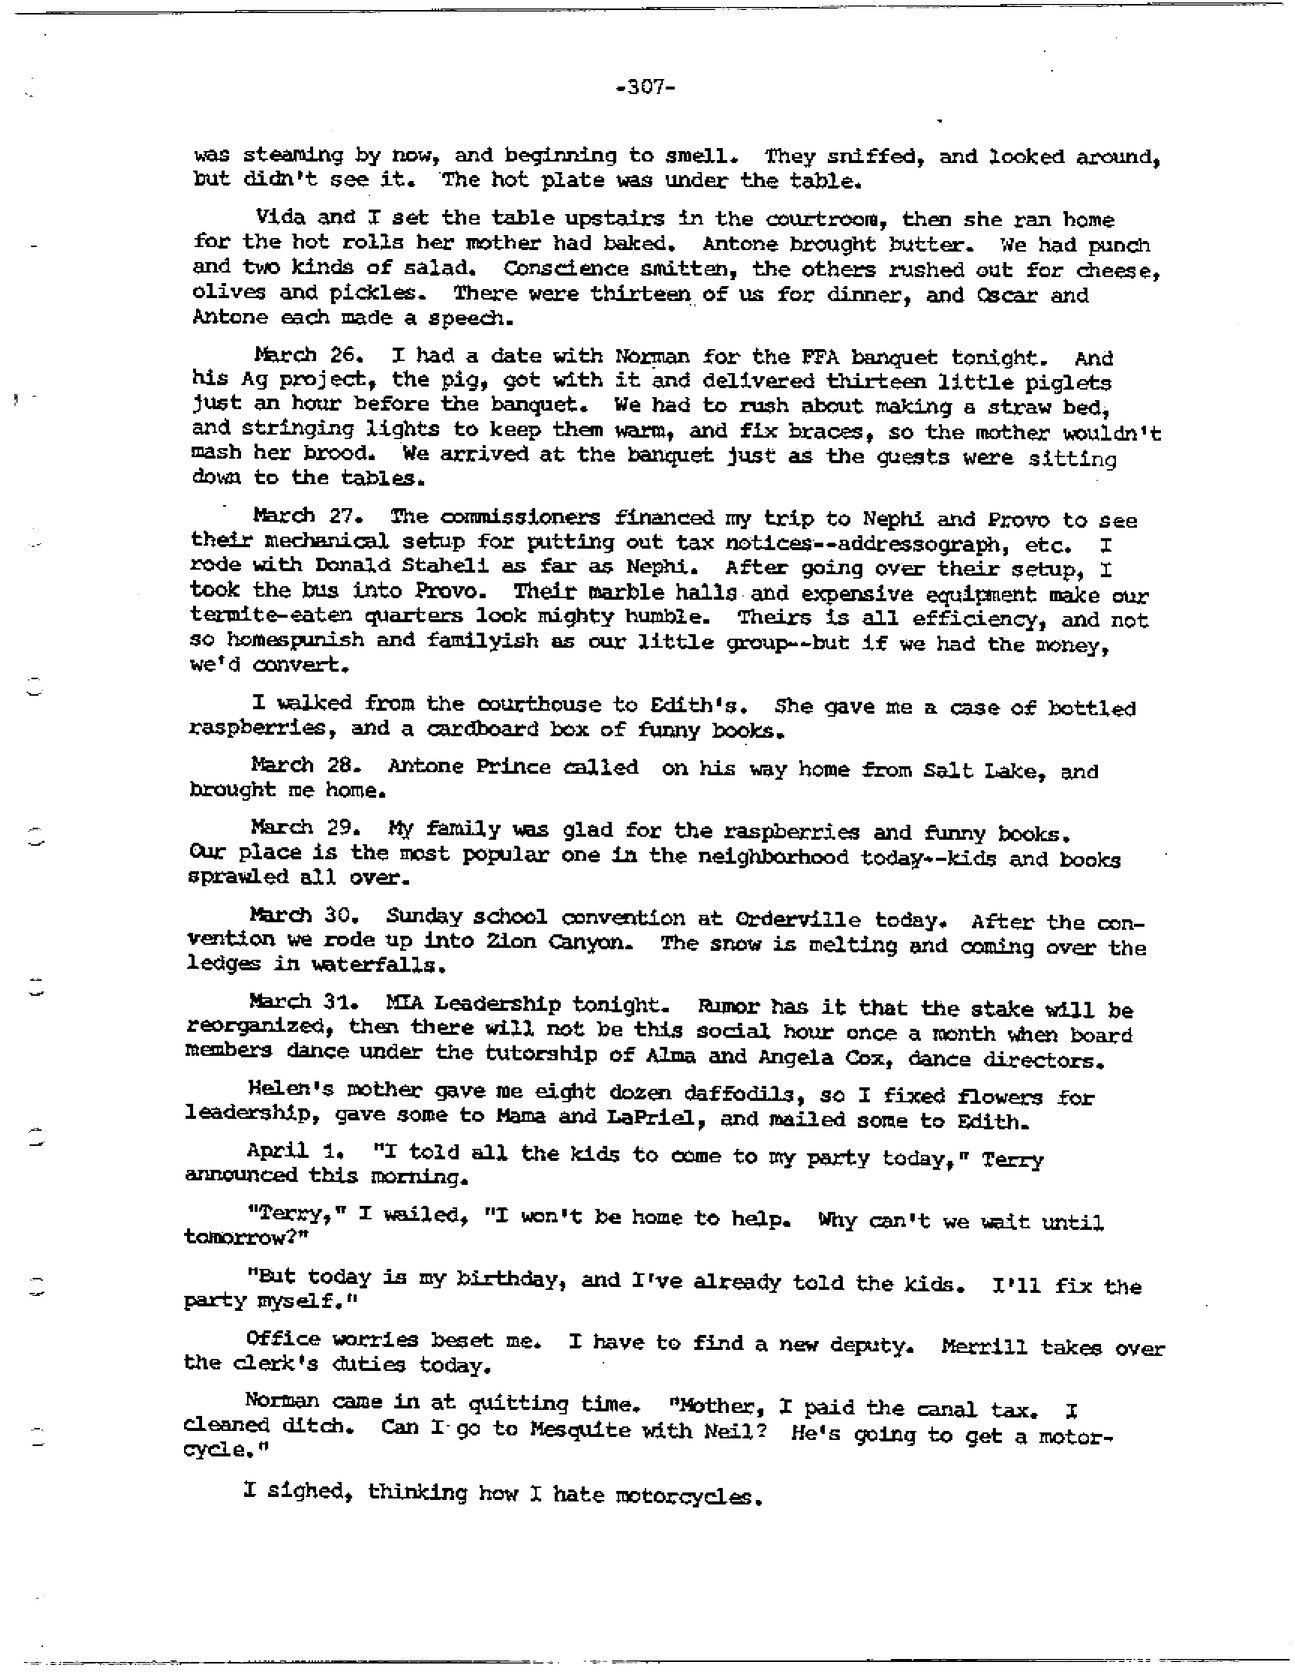 -307-
was steaming by now, and beginning to smell. They sniffed, and looked around,
but didn't see it. The hot plate was under the table.
Vida and I set the table upstairs in the courtroom, then she ran home
for the hot rolls her mother had baked. Antone brought butter. We had punch
and two kinds of salad. Conscience smitten, the others rushed out for cheese,
olives and pickles. There were thirteen of us for dinner, and Oscar and
Antone each made a speech.
March 26. I had a date with Norman for the FFA banquet tonight. And
his Ag project, the pig, got with it and delivered thirteen little piglets
just an hour before the banquet. We had to rush about making a straw bed,
and stringing lights to keep them warm, and fix braces, so the mother wouldn't
mash her brood. We arrived at the banquet just as the guests were sitting
down to the tables.
March 27. The commissioners financed my trip to Nephi and Provo to see
their mechanical setup for putting out tax notices--addressograph, etc. I
rode with Donald Staheli as far as Nephi. After going over their setup, I
took the bus into Provo. Their marble halls and expensive equipment make our
termite-eaten quarters look mighty humble. Theirs is all efficiency, and not
so homespunish and familyish as our little group--but if we had the money,
we'd convert.
I walked from the courthouse to Edith's. She gave me a case of bottled
raspberries, and a cardboard box of funny books.
March 28. Antone Prince called on his way home from Salt Lake, and
brought me home.
March 29. My family was glad for the raspberries and funny books.
Our place is the most popular one in the neighborhood today--kids and books
sprawled all over.
March 30. Sunday school convention at Orderville today. After the con-
vention we rode up into Zion Canyon. The snow is melting and coming over the
ledges in waterfalls.
March 31. MIA Leadership tonight. Rumor has it that the stake will be
reorganized, then there will not be this social hour once a month when board
members dance under the tutorship of Alma and Angela Cox, dance directors.
Helen's mother gave me eight dozen daffodils, so I fixed flowers for
leadership, gave some to Mama and LaPriel, and mailed some to Edith.
April 1. "I told all the kids to come to my party today," Terry
announced this morning.
"Terry," I wailed, "I won't be home to help. Why can't we wait until
tomorrow?"
"But today is my birthday, and I've already told the kids. I'll fix the
party myself."
Office worries beset me. I have to find a new deputy. Merrill takes over
the clerk's duties today.
Norman came in at quitting time. "Mother, I paid the canal tax. I
cleaned ditch. Can I go to Mesquite with Neil? He's going to get a motor-
cycle."
I sighed, thinking how I hate motorcycles.